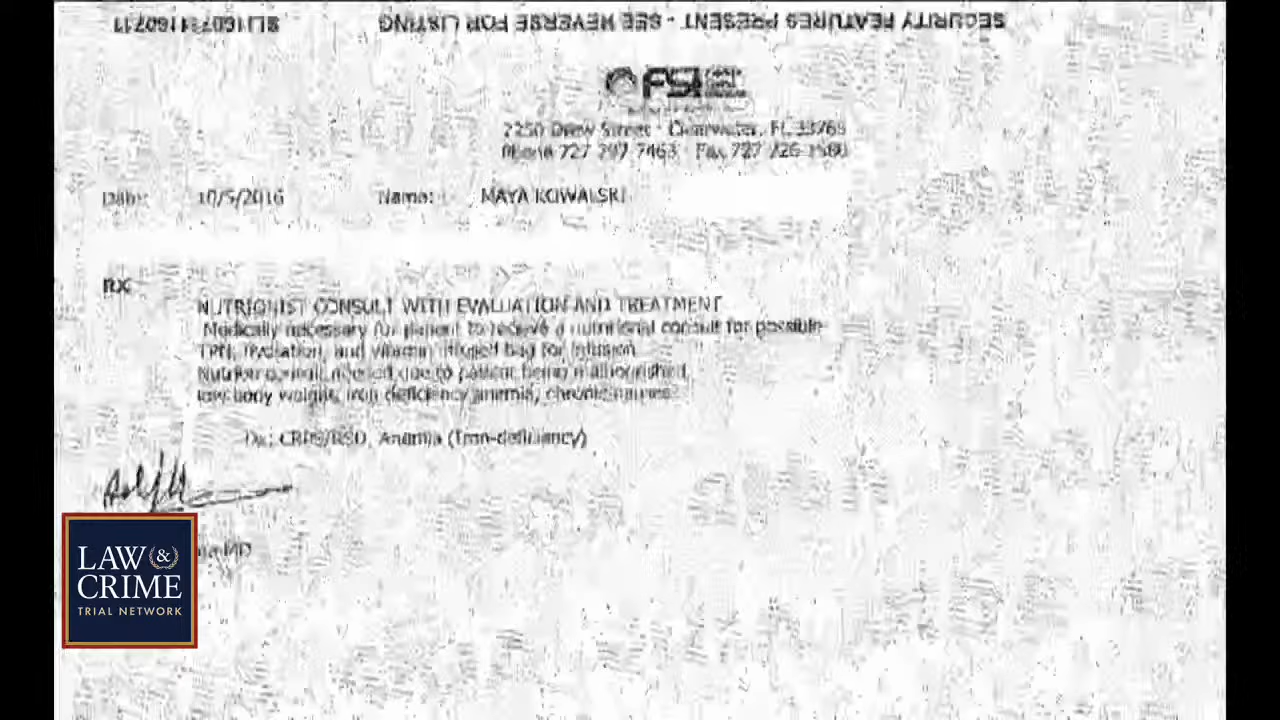 SECURITY FEATURES PRESENT - SEE REVERSE FOR LISTING
FSI
2250 Drew Street · Clearwater, FL 33765
Phone 727 797 7463 · Fax 727 726
Date: 10/5/2016 Name: MAYA KOWALSKI
RX
NUTRIONIST CONSULT WITH EVALUATION AND TREATMENT
Medically necessary for patient to receive a nutritional consult for possible
TPN, hydration, and vitamin infused bag for infusion
Nutrition consult needed due to patient being malnourished,
low body weight, iron deficiency anemia, chronic nausea
Dx: CRPS/RSD, Anemia (Iron-deficiency)
MD
LAW &
CRIME
TRIAL NETWORK